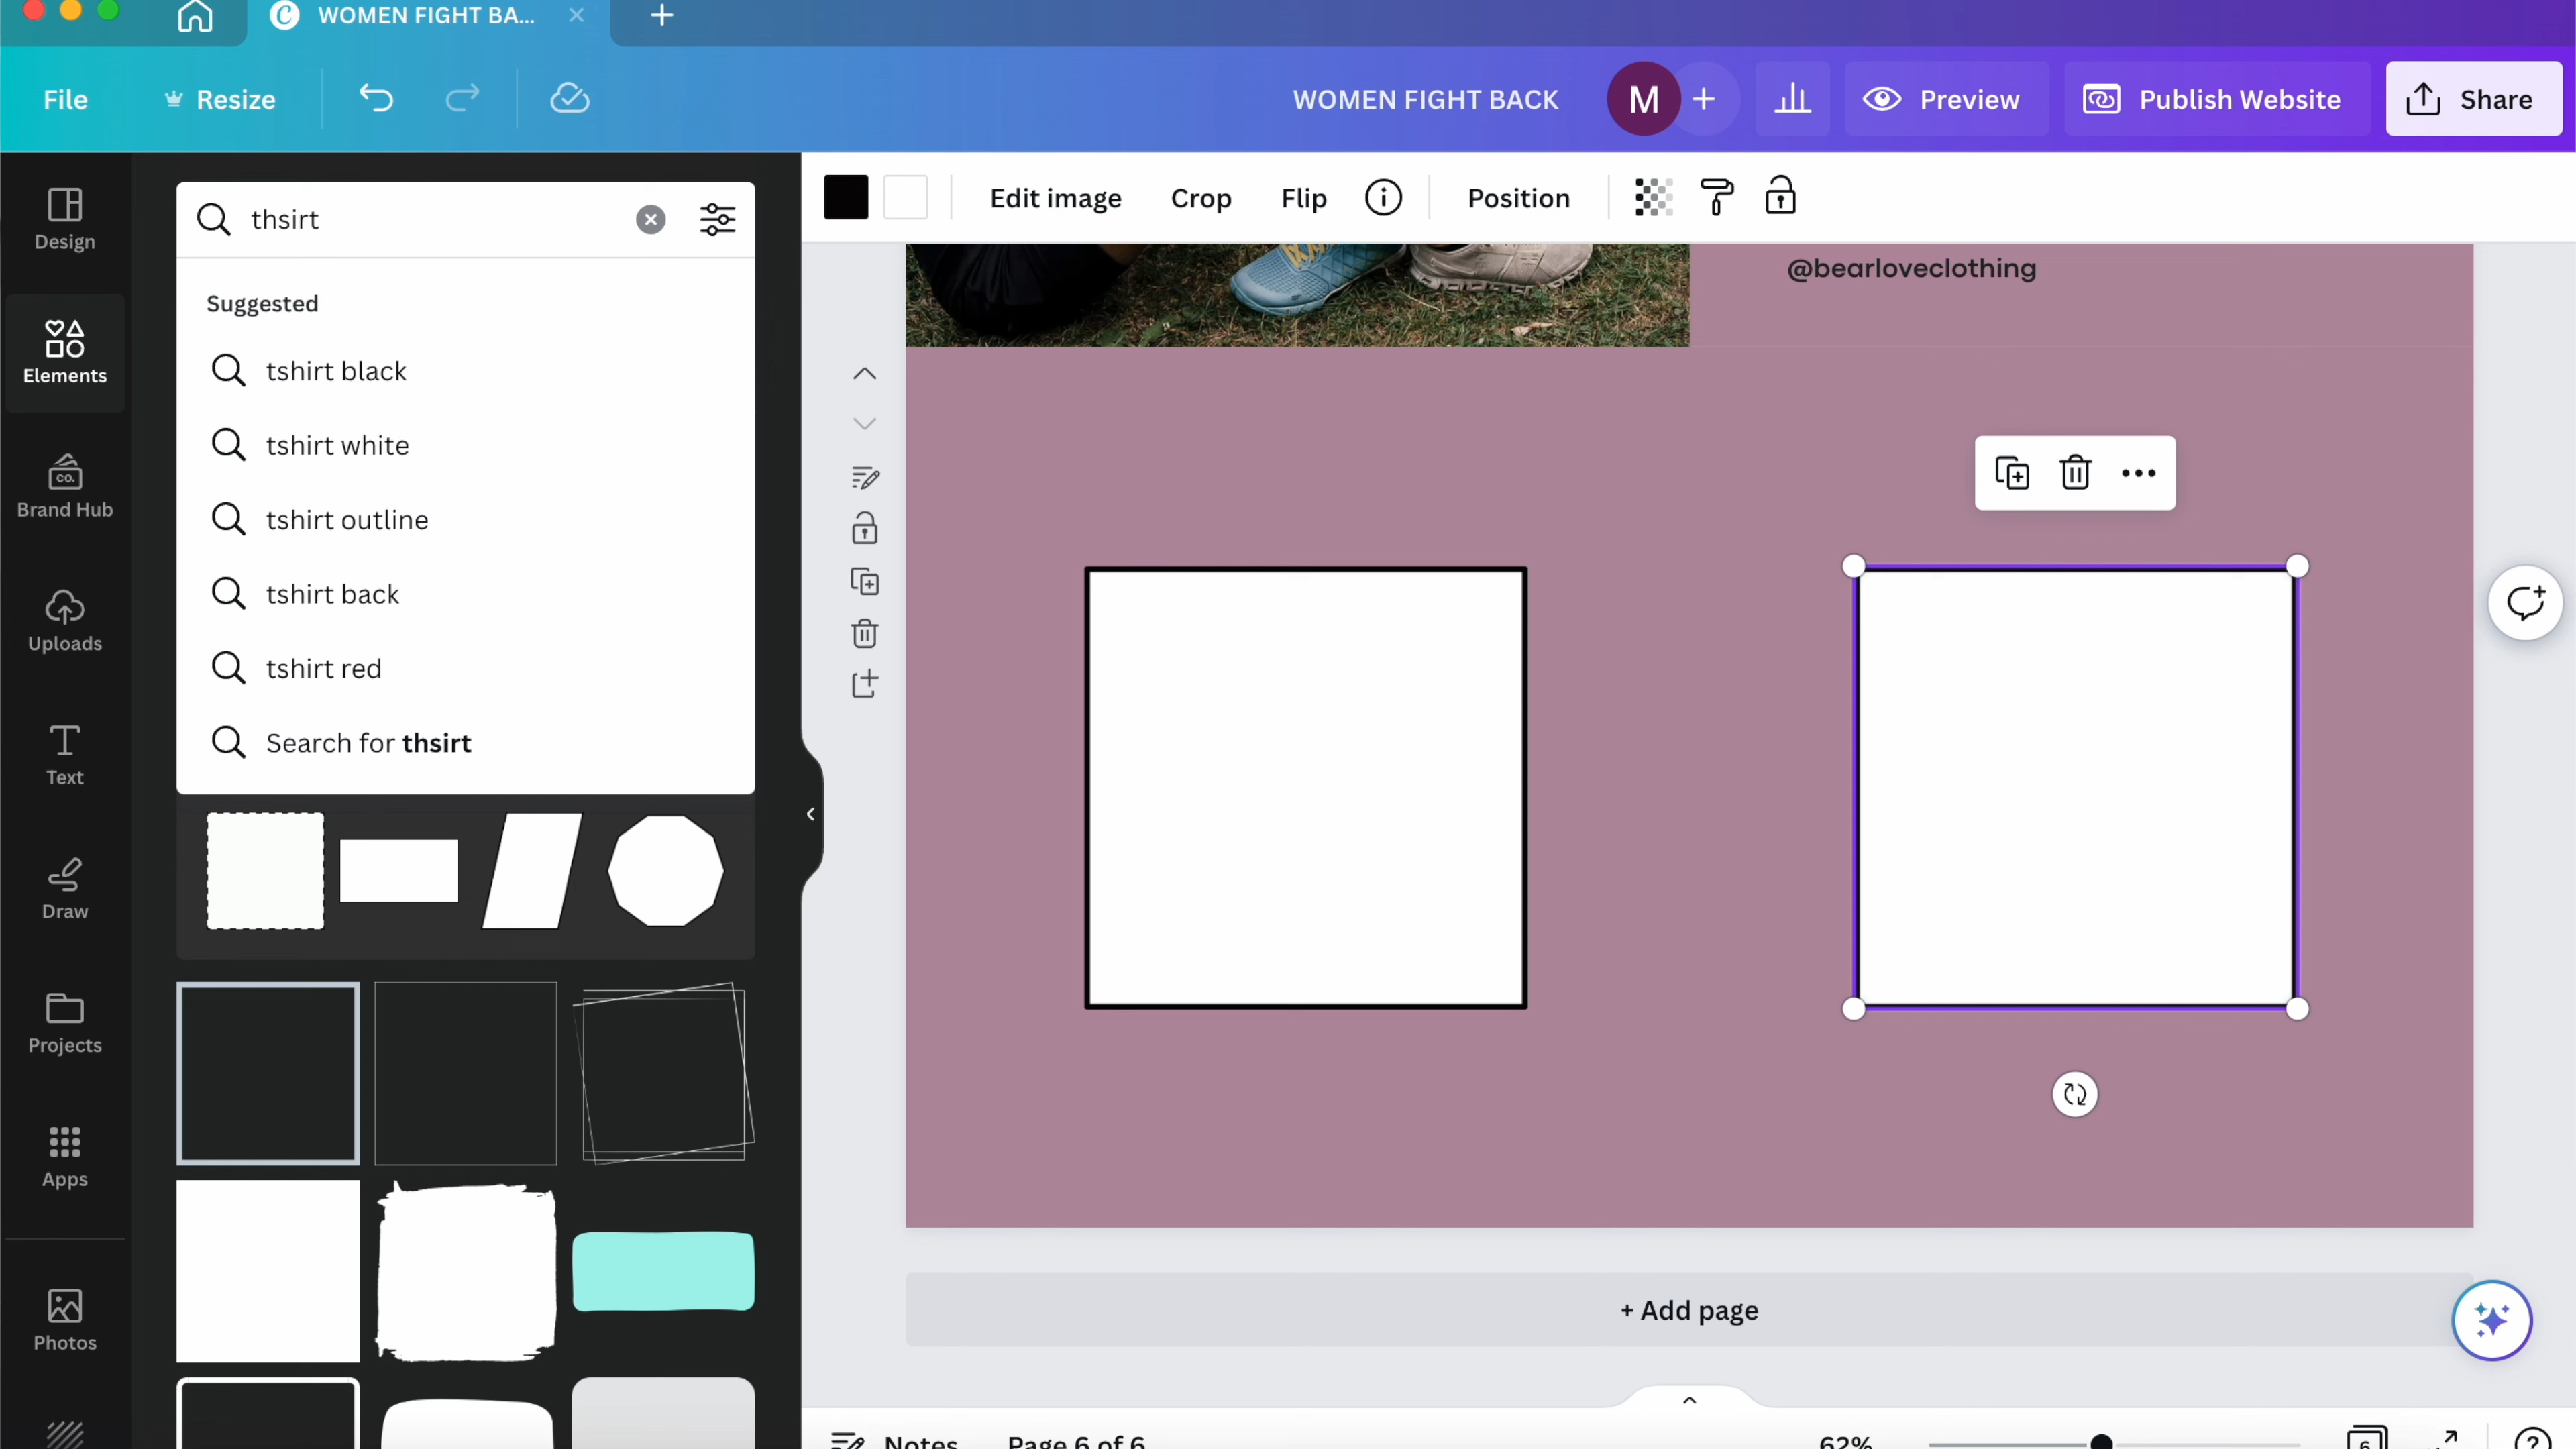 WOMEN FIGHT BA...
File
Resize
WOMEN FIGHT BACK
M
Preview
Publish Website
Share
Design
Elements
Brand Hub
CO.
Uploads
Text
Draw
Projects
Apps
Photos
thsirt
Suggested
tshirt black
tshirt white
tshirt outline
tshirt back
tshirt red
Search for thsirt
Edit image
Crop
Flip
Position
@bearloveclothing
+ Add page
Notes
Page 6 of 6
62%
6